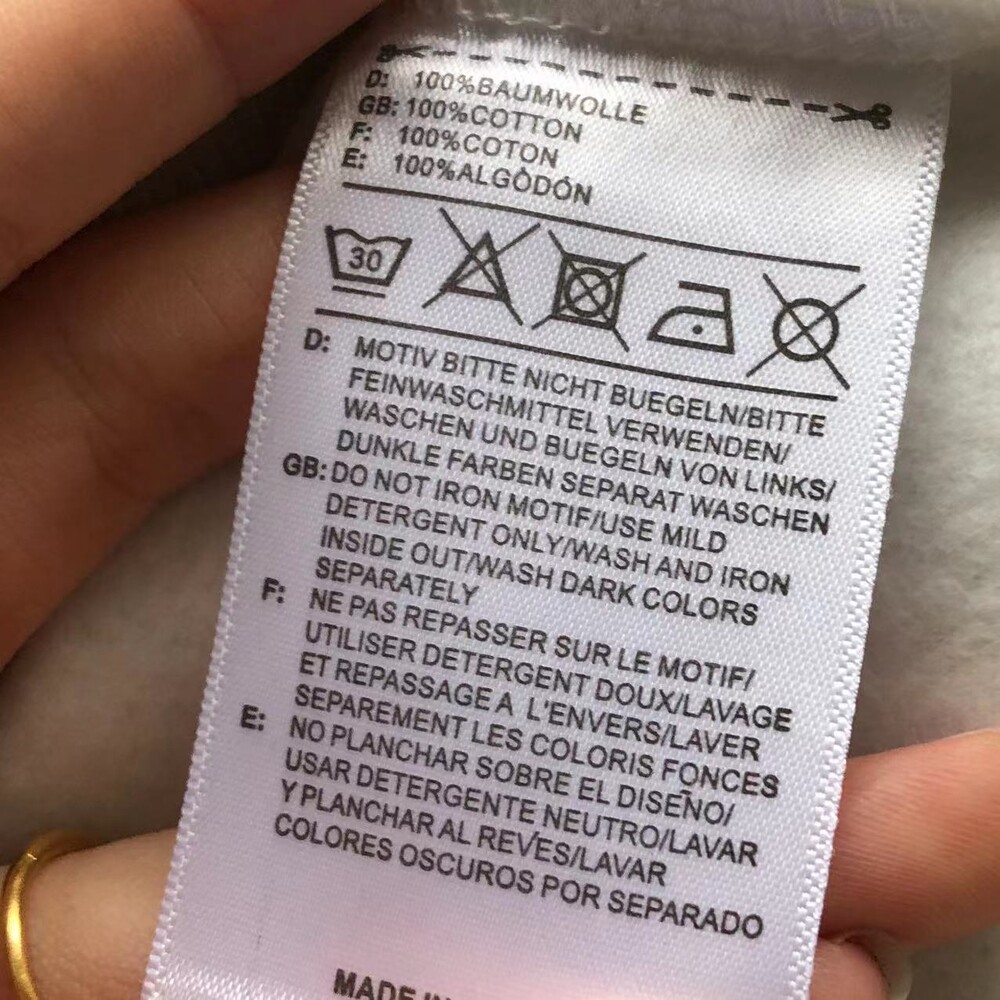 D: 100%BAUMWOLLE
GB: 100%COTTON
F: 100%COTON
E: 100%ALGÒDÓN
30
D: MOTIV BITTE NICHT BUEGELN/BITTE
FEINWASCHMITTEL VERWENDEN/
WASCHEN UND BUEGELN VON LINKS/
DUNKLE FARBEN SEPARAT WASCHEN
GB: DO NOT IRON MOTIF/USE MILD
DETERGENT ONLY/WASH AND IRON
INSIDE OUT/WASH DARK COLORS
SEPARATELY
F: NE PAS REPASSER SUR LE MOTIF/
UTILISER DETERGENT DOUX/LAVAGE
ET REPASSAGE A L'ENVERS/LAVER
SEPAREMENT LES COLORIS FONCES
E: NO PLANCHAR SOBRE EL DISEÑO/
USAR DETERGENTE NEUTRO/LAVAR
Y PLANCHAR AL REVES/LAVAR
COLORES OSCUROS POR SEPARADO
MADE IN